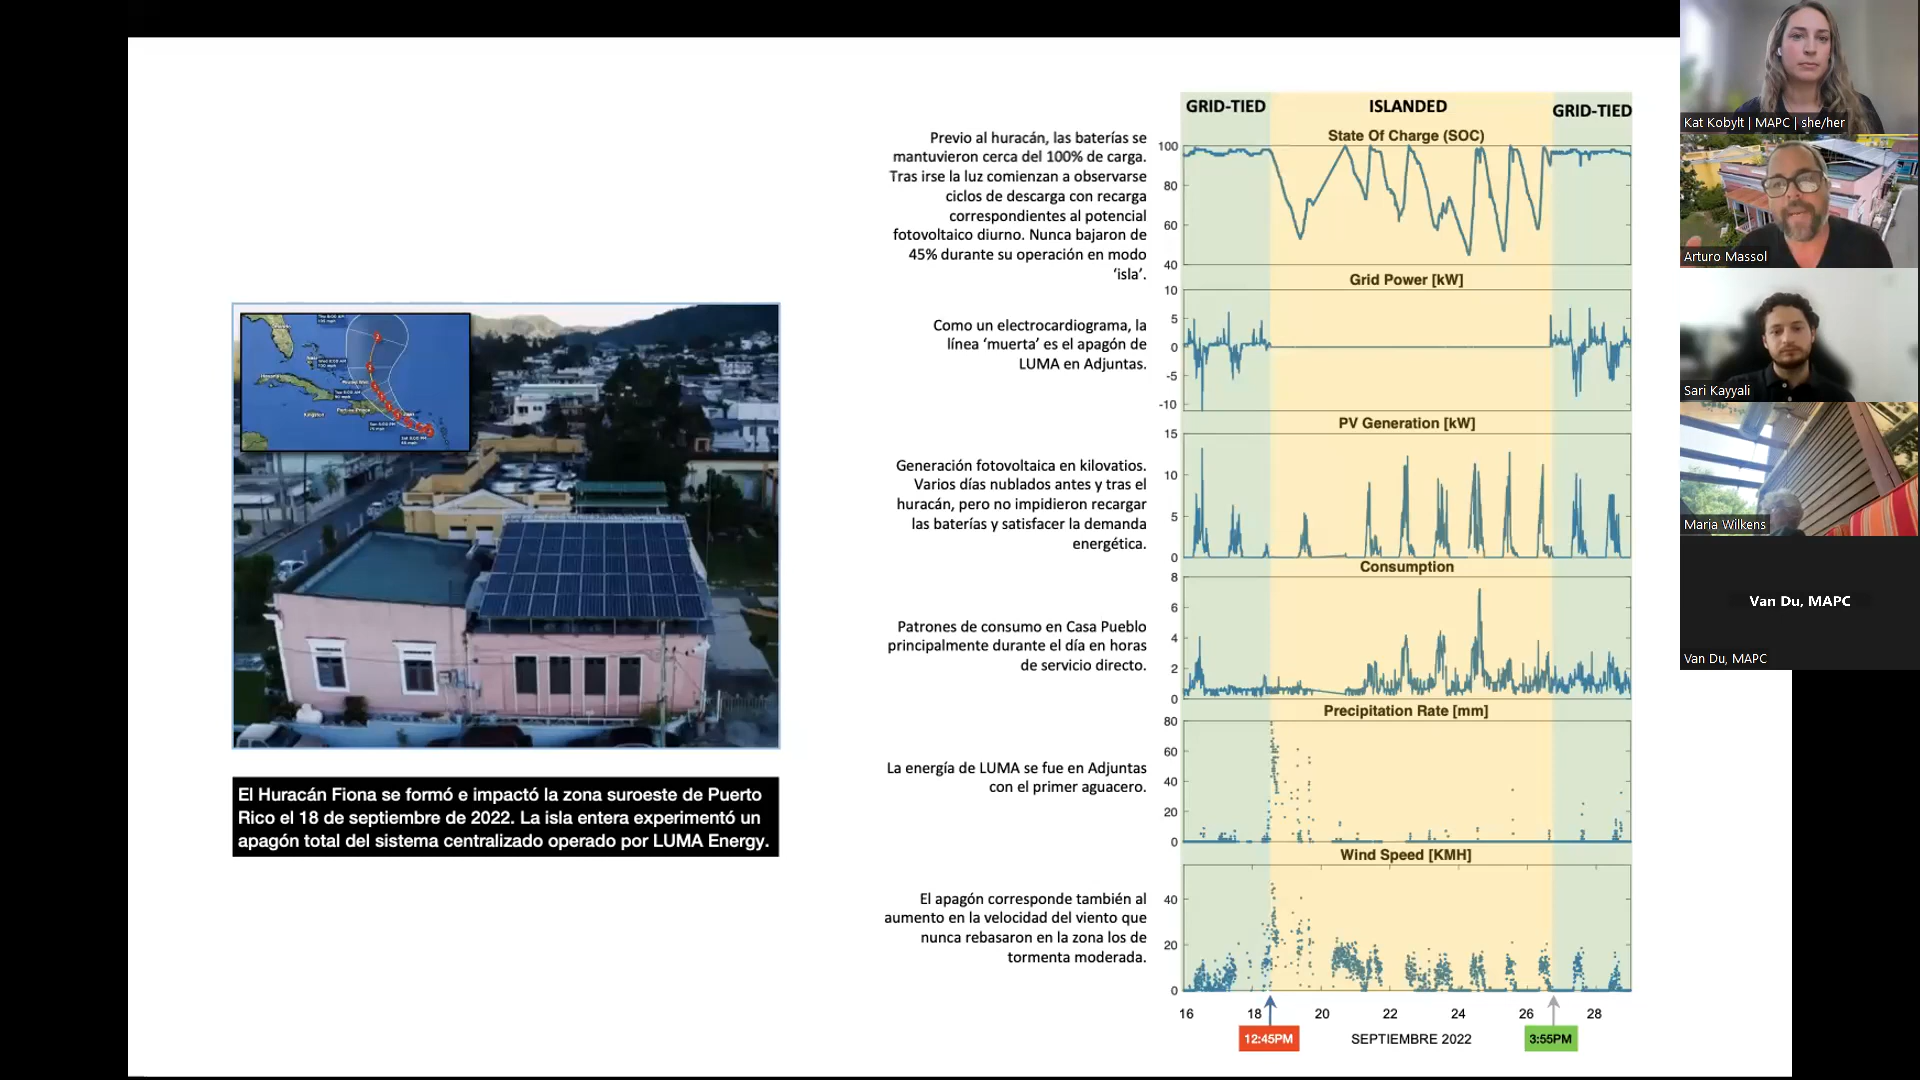 GRID-TIED
ISLANDED
GRID-TIED
Previo al huracán, las baterías se
mantuvieron cerca del 100% de carga.
Tras irse la luz comienzan a observarse
ciclos de descarga con recarga
correspondientes al potencial
fotovoltaico diurno. Nunca bajaron de
45% durante su operación en modo
‘isla’.
State Of Charge (SOC)
100
80
60
40
Como un electrocardiograma, la
línea ‘muerta’ es el apagón de
LUMA en Adjuntas.
Grid Power [kW]
10
5
0
-5
-10
Generación fotovoltaica en kilovatios.
Varios días nublados antes y tras el
huracán, pero no impidieron recargar
las baterías y satisfacer la demanda
energética.
PV Generation [kW]
15
10
5
0
Patrones de consumo en Casa Pueblo
principalmente durante el día en horas
de servicio directo.
Consumption
8
6
4
2
0
La energía de LUMA se fue en Adjuntas
con el primer aguacero.
Precipitation Rate [mm]
80
60
40
20
0
El apagón corresponde también al
aumento en la velocidad del viento que
nunca rebasaron en la zona los de
tormenta moderada.
Wind Speed [KMH]
40
20
0
16 18 20 22 24 26 28
12:45PM
SEPTIEMBRE 2022
3:55PM
El Huracán Fiona se formó e impactó la zona suroeste de Puerto
Rico el 18 de septiembre de 2022. La isla entera experimentó un
apagón total del sistema centralizado operado por LUMA Energy.
Kat Kobylt | MAPC | she/her
Arturo Massol
Sari Kayyali
Maria Wilkens
Van Du, MAPC
Van Du, MAPC